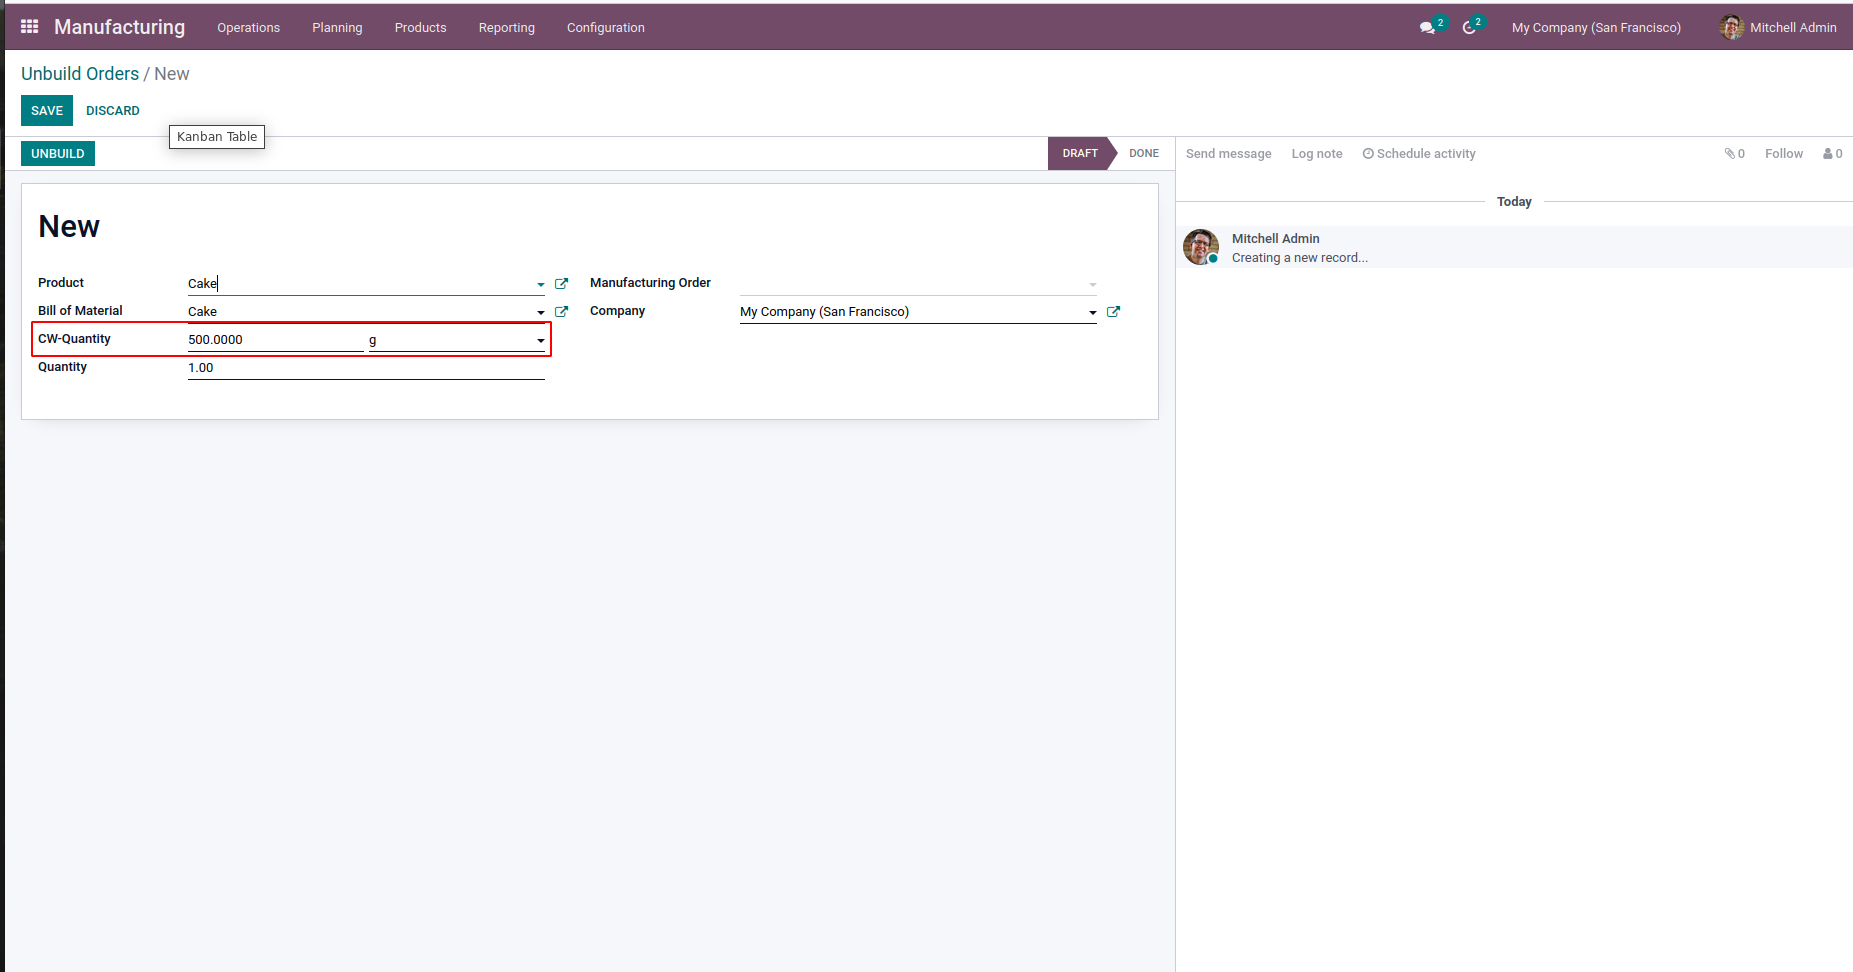 Manufacturing Operations Planning Products Reporting Configuration 2 2 My Company (San Francisco) Mitchell Admin
Unbuild Orders / New
SAVE DISCARD
Kanban Table
UNBUILD DRAFT DONE Send message Log note Schedule activity 0 Follow 0
Today
New
Mitchell Admin
Creating a new record...
Product Cake Manufacturing Order
Bill of Material Cake Company My Company (San Francisco)
CW-Quantity 500.0000 g
Quantity 1.00